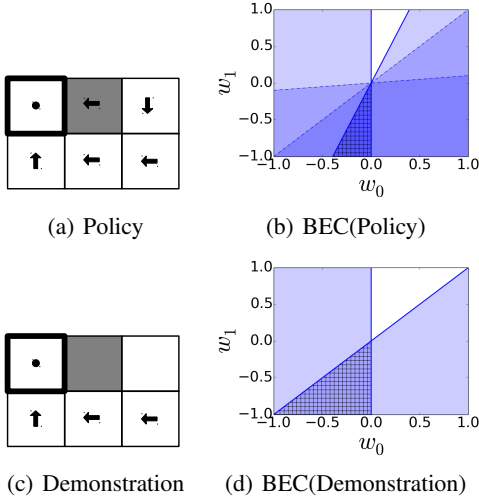 1.0
0.5
0.0
−0.5
−1.0
w₁
−1.0 −0.5 0.0 0.5 1.0
w₀
(a) Policy
(b) BEC(Policy)
1.0
0.5
0.0
−0.5
−1.0
w₁
−1.0 −0.5 0.0 0.5 1.0
w₀
(c) Demonstration
(d) BEC(Demonstration)